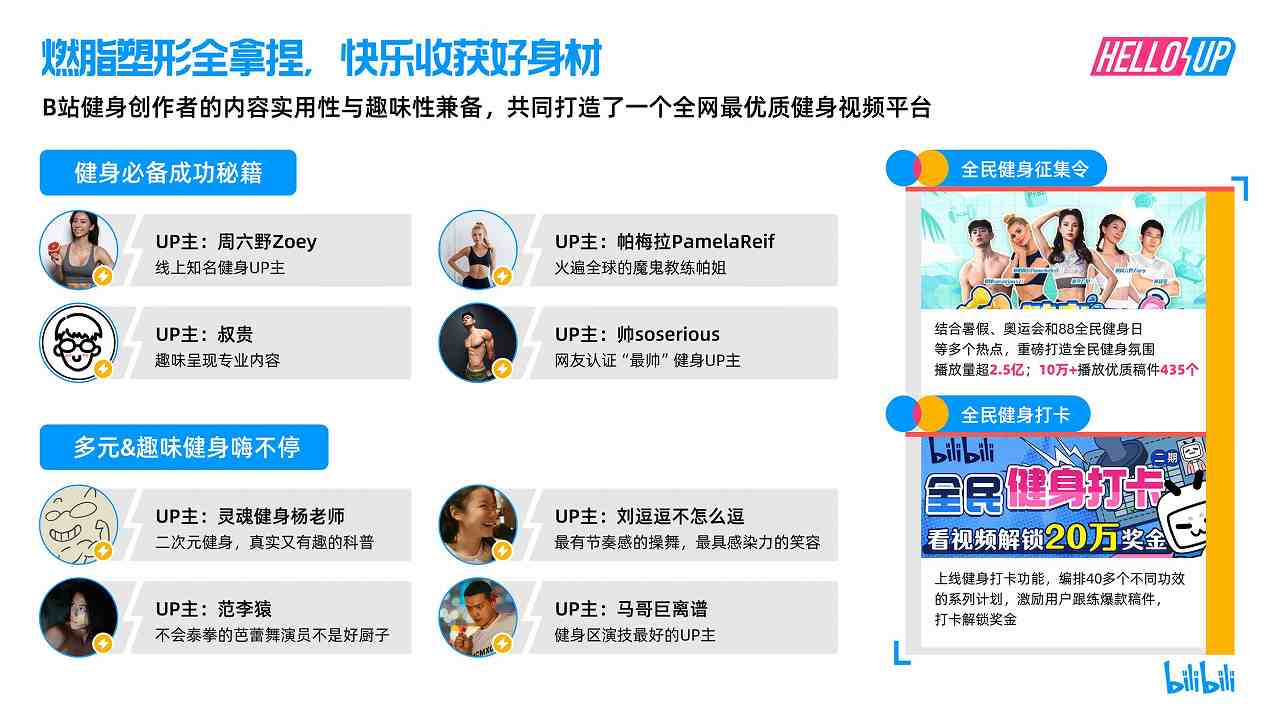 燃脂塑形全拿捏，快乐收获好身材
HELLO UP
B站健身创作者的内容实用性与趣味性兼备，共同打造了一个全网最优质健身视频平台
健身必备成功秘籍
UP主：周六野Zoey
线上知名健身UP主
UP主：帕梅拉PamelaReif
火遍全球的魔鬼教练帕姐
UP主：叔贵
趣味呈现专业内容
UP主：帅soserious
网友认证“最帅”健身UP主
多元&趣味健身嗨不停
UP主：灵魂健身杨老师
二次元健身，真实又有趣的科普
UP主：刘逗逗不怎么逗
最有节奏感的操舞，最具感染力的笑容
UP主：范李猿
不会泰拳的芭蕾舞演员不是好厨子
UP主：马哥巨离谱
健身区演技最好的UP主
全民健身征集令
结合暑假、奥运会和88全民健身日
等多个热点，重磅打造全民健身氛围
播放量超2.5亿；10万+播放优质稿件435个
全民健身打卡
bilibili
二期
全民健身打卡
看视频解锁20万奖金
上线健身打卡功能，编排40多个不同功效
的系列计划，激励用户跟练爆款稿件，
打卡解锁奖金
bilibili